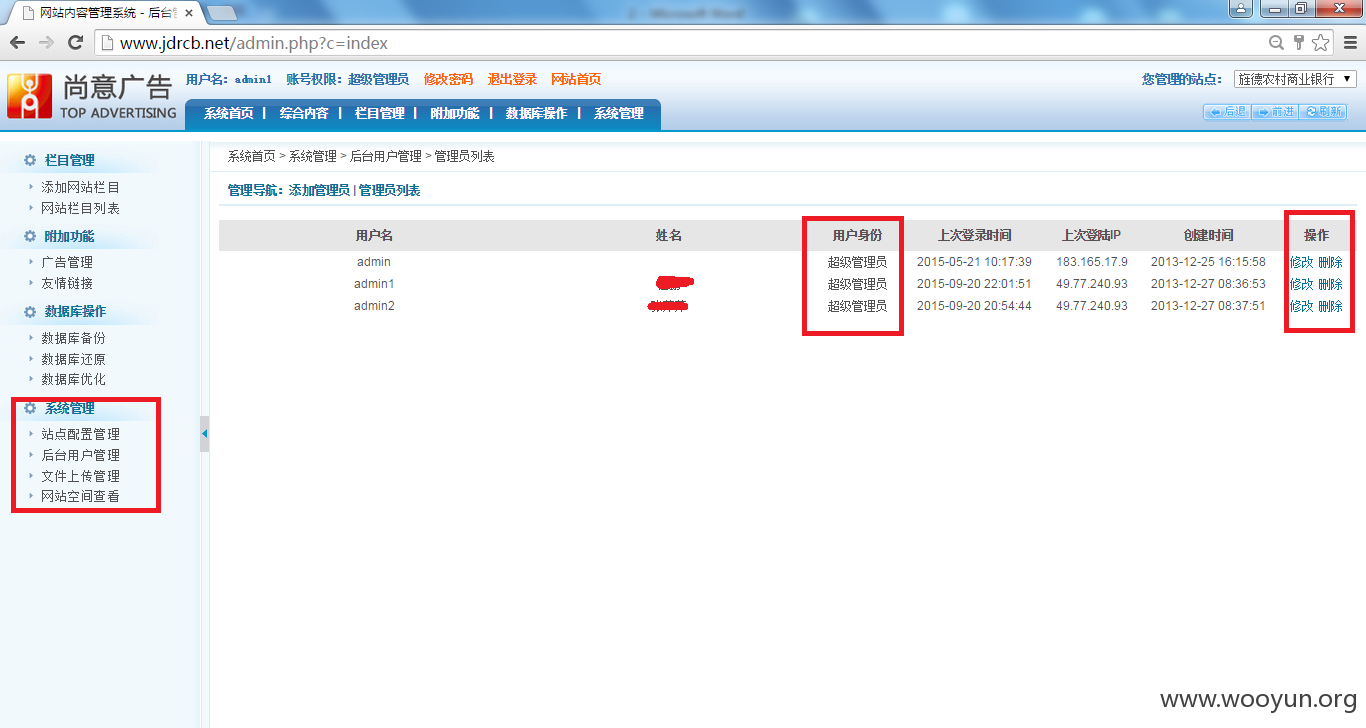 网站内容管理系统 - 后台
www.jdrcb.net/admin.php?c=index
尚意广告
TOP ADVERTISING
用户名: admin1 账号权限: 超级管理员 修改密码 退出登录 网站首页
您管理的站点: 旌德农村商业银行
系统首页 | 综合内容 | 栏目管理 | 附加功能 | 数据库操作 | 系统管理
后退 前进 刷新
栏目管理
添加网站栏目
网站栏目列表
附加功能
广告管理
友情链接
数据库操作
数据库备份
数据库还原
数据库优化
系统管理
站点配置管理
后台用户管理
文件上传管理
网站空间查看
系统首页 > 系统管理 > 后台用户管理 > 管理员列表
管理导航: 添加管理员 | 管理员列表
用户名 姓名 用户身份 上次登录时间 上次登陆IP 创建时间 操作
admin 超级管理员 2015-05-21 10:17:39 183.165.17.9 2013-12-25 16:15:58 修改 删除
admin1 超级管理员 2015-09-20 22:01:51 49.77.240.93 2013-12-27 08:36:53 修改 删除
admin2 超级管理员 2015-09-20 20:54:44 49.77.240.93 2013-12-27 08:37:51 修改 删除
www.wooyun.org